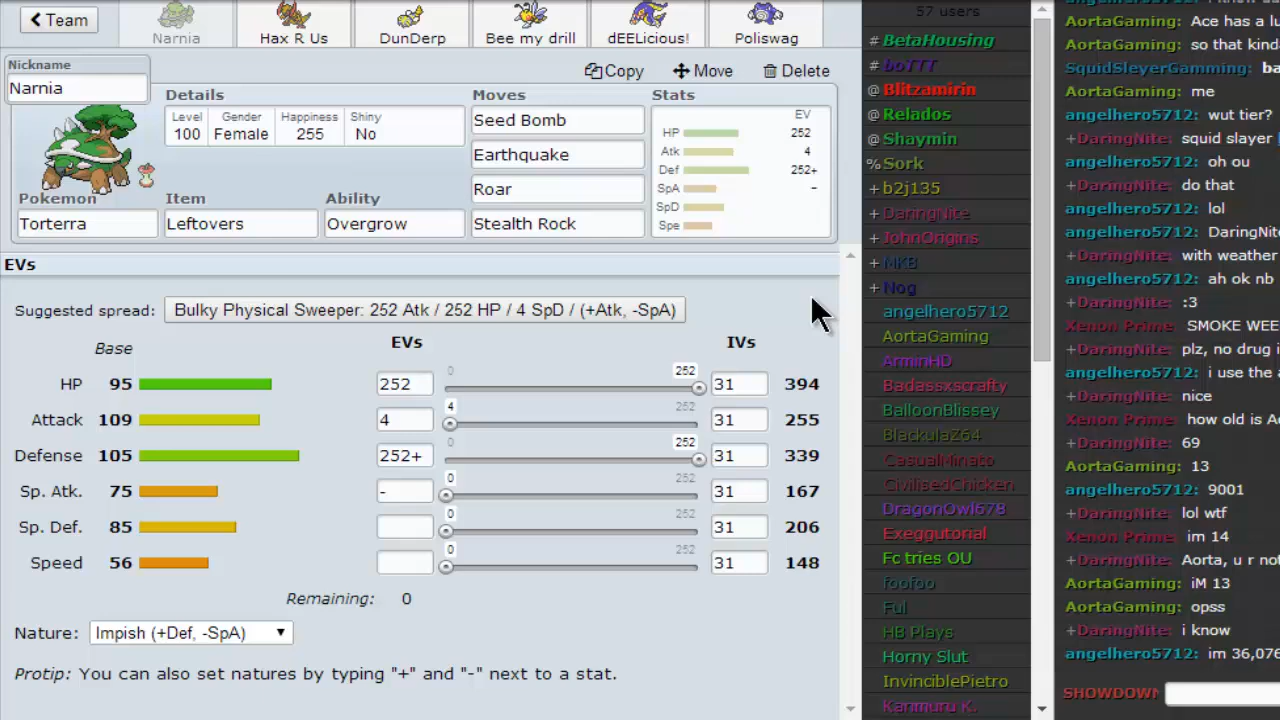 Team
Narnia
Hax R Us
DunDerp
Bee my drill
dEELicious!
Poliswag
Nickname
Narnia
Copy
Move
Delete
Details
Level
100
Gender
Female
Happiness
255
Shiny
No
Pokemon
Torterra
Item
Leftovers
Ability
Overgrow
Moves
Seed Bomb
Earthquake
Roar
Stealth Rock
Stats
EV
HP 252
Atk 4
Def 252+
SpA -
SpD
Spe
EVs
Suggested spread: Bulky Physical Sweeper: 252 Atk / 252 HP / 4 SpD / (+Atk, -SpA)
Base EVs IVs
HP 95 252 0 252 31 394
Attack 109 4 4 252 31 255
Defense 105 252+ 0 252 31 339
Sp. Atk. 75 - 0 252 31 167
Sp. Def. 85 0 252 31 206
Speed 56 0 252 31 148
Remaining: 0
Nature: Impish (+Def, -SpA)
Protip: You can also set natures by typing "+" and "-" next to a stat.
57 users
# BetaHousing
# boTTT
@ Blitzamirin
@ Relados
@ Shaymin
% Sork
+ b2j135
+ DaringNite
+ JohnOrigins
+ MKB
+ Nog
angelhero5712
AortaGaming
ArminHD
Badassxscrafty
BalloonBlissey
BlackulaZ64
CasualMinato
CivilisedChicken
DragonOwl678
Exeggutorial
Fc tries OU
foofoo
Ful
HB Plays
Horny Slut
InvinciblePietro
Kanmuru K.
AortaGaming: Ace has a lu
AortaGaming: so that kind
SquidSleyerGamming: ba
AortaGaming: me
angelhero5712: wut tier?
+DaringNite: squid slayer
angelhero5712: oh ou
+DaringNite: do that
angelhero5712: lol
angelhero5712: DaringNite
+DaringNite: with weather
angelhero5712: ah ok nb
+DaringNite: :3
Xenon Prime: SMOKE WEE
+DaringNite: plz, no drug i
angelhero5712: i use the a
+DaringNite: nice
Xenon Prime: how old is A
+DaringNite: 69
AortaGaming: 13
angelhero5712: 9001
+DaringNite: lol wtf
Xenon Prime: im 14
+DaringNite: Aorta, u r no
AortaGaming: iM 13
AortaGaming: opss
+DaringNite: i know
angelhero5712: im 36,076
SHOWDOWN